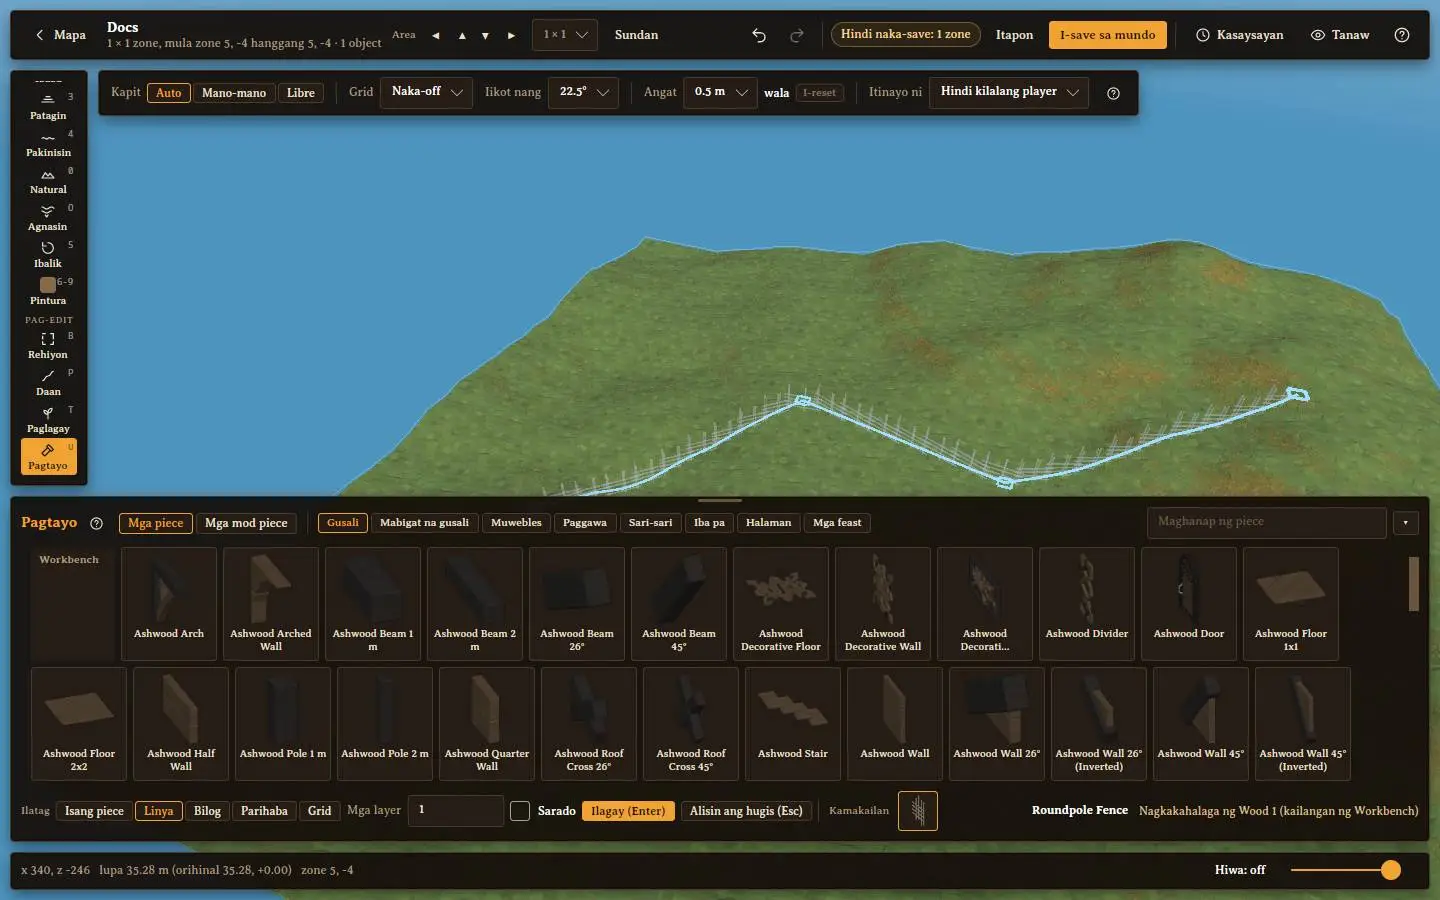 Mapa
Docs
1 × 1 zone, mula zone 5, -4 hanggang 5, -4 · 1 object
Area
1 × 1
Sundan
Hindi naka-save: 1 zone
Itapon
I-save sa mundo
Kasaysayan
Tanaw
Kapit
Auto
Mano-mano
Libre
Grid
Naka-off
Iikot nang
22.5°
Angat
0.5 m
wala
I-reset
Itinayo ni
Hindi kilalang player
3
Patagin
4
Pakinisin
0
Natural
O
Agnasin
5
Ibalik
6-9
Pintura
PAG-EDIT
B
Rehiyon
P
Daan
T
Paglagay
U
Pagtayo
Pagtayo
Mga piece
Mga mod piece
Gusali
Mabigat na gusali
Muwebles
Paggawa
Sari-sari
Iba pa
Halaman
Mga feast
Maghanap ng piece
Workbench
Ashwood Arch
Ashwood Arched
Wall
Ashwood Beam 1
m
Ashwood Beam 2
m
Ashwood Beam
26°
Ashwood Beam
45°
Ashwood
Decorative Floor
Ashwood
Decorative Wall
Ashwood
Decorati...
Ashwood Divider
Ashwood Door
Ashwood Floor
1x1
Ashwood Floor
2x2
Ashwood Half
Wall
Ashwood Pole 1 m
Ashwood Pole 2 m
Ashwood Quarter
Wall
Ashwood Roof
Cross 26°
Ashwood Roof
Cross 45°
Ashwood Stair
Ashwood Wall
Ashwood Wall 26°
Ashwood Wall 26°
(Inverted)
Ashwood Wall 45°
Ashwood Wall 45°
(Inverted)
Ilatag
Isang piece
Linya
Bilog
Parihaba
Grid
Mga layer
1
Sarado
Ilagay (Enter)
Alisin ang hugis (Esc)
Kamakailan
Roundpole Fence
Nagkakahalaga ng Wood 1 (kailangan ng Workbench)
x 340, z -246
lupa 35.28 m (orihinal 35.28, +0.00)
zone 5, -4
Hiwa: off